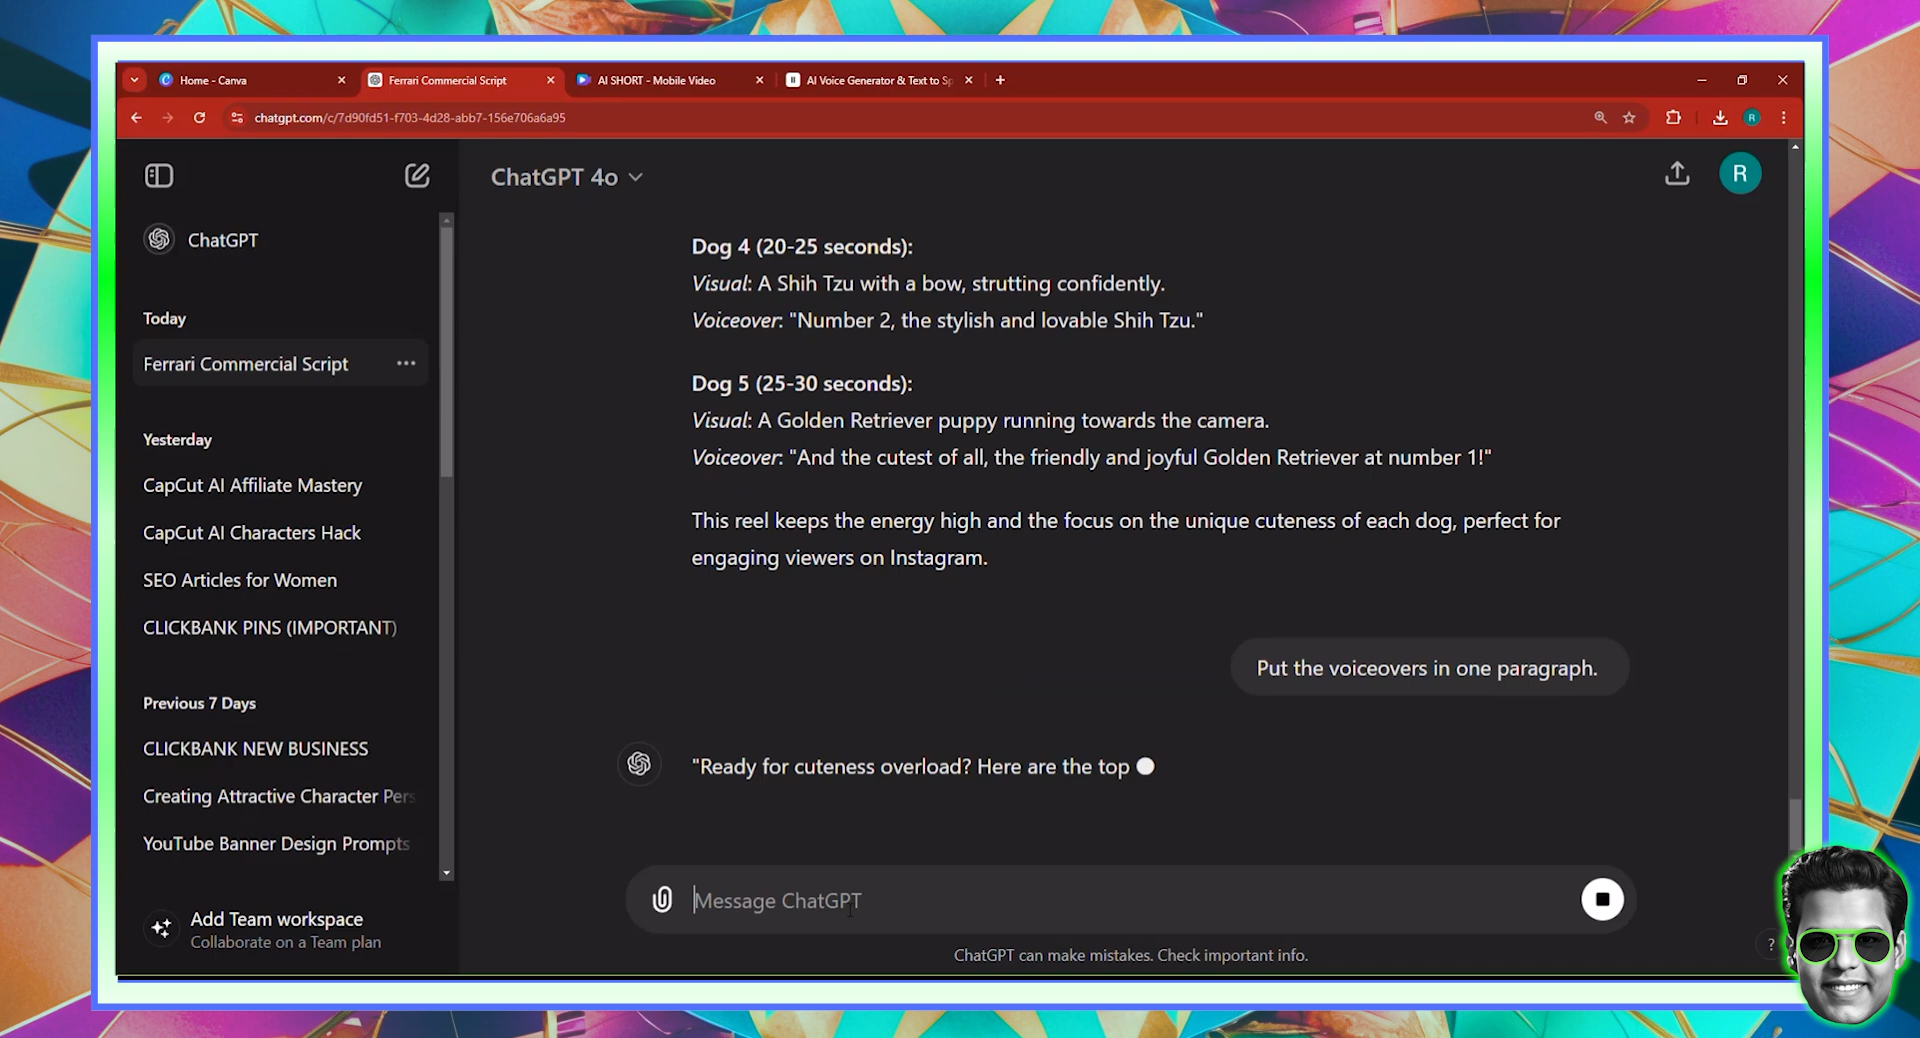 Home - Canva
Ferrari Commercial Script
AI SHORT - Mobile Video
AI Voice Generator & Text to Sp
chatgpt.com/c/7d90fd51-f703-4d28-abb7-156e706a6a95
R
ChatGPT 4o
R
ChatGPT
Today
Ferrari Commercial Script
Yesterday
CapCut AI Affiliate Mastery
CapCut AI Characters Hack
SEO Articles for Women
CLICKBANK PINS (IMPORTANT)
Previous 7 Days
CLICKBANK NEW BUSINESS
Creating Attractive Character Pers
YouTube Banner Design Prompts
Add Team workspace
Collaborate on a Team plan
Dog 4 (20-25 seconds):
Visual: A Shih Tzu with a bow, strutting confidently.
Voiceover: "Number 2, the stylish and lovable Shih Tzu."
Dog 5 (25-30 seconds):
Visual: A Golden Retriever puppy running towards the camera.
Voiceover: "And the cutest of all, the friendly and joyful Golden Retriever at number 1!"
This reel keeps the energy high and the focus on the unique cuteness of each dog, perfect for
engaging viewers on Instagram.
Put the voiceovers in one paragraph.
"Ready for cuteness overload? Here are the top
Message ChatGPT
ChatGPT can make mistakes. Check important info.
?